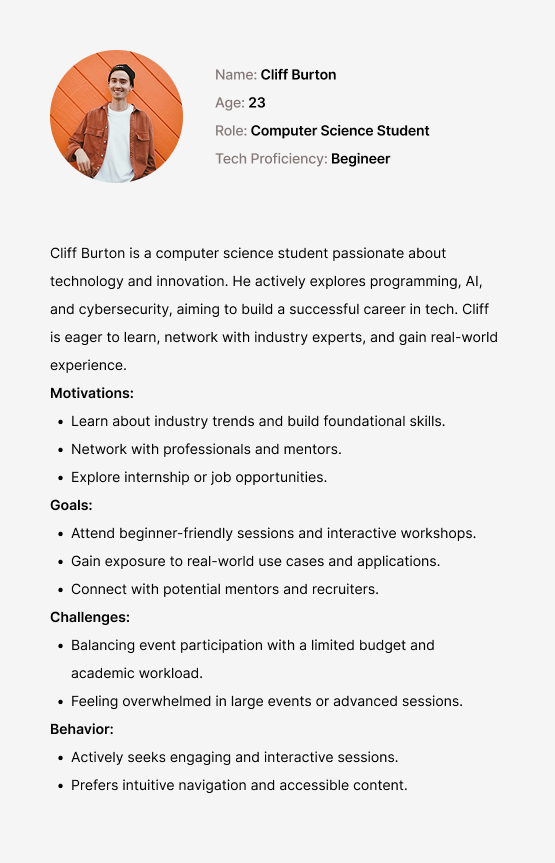 Name: Cliff Burton
Age: 23
Role: Computer Science Student
Tech Proficiency: Begineer
Cliff Burton is a computer science student passionate about
technology and innovation. He actively explores programming, AI,
and cybersecurity, aiming to build a successful career in tech. Cliff
is eager to learn, network with industry experts, and gain real-world
experience.
Motivations:
• Learn about industry trends and build foundational skills.
• Network with professionals and mentors.
• Explore internship or job opportunities.
Goals:
• Attend beginner-friendly sessions and interactive workshops.
• Gain exposure to real-world use cases and applications.
• Connect with potential mentors and recruiters.
Challenges:
• Balancing event participation with a limited budget and
academic workload.
• Feeling overwhelmed in large events or advanced sessions.
Behavior:
• Actively seeks engaging and interactive sessions.
• Prefers intuitive navigation and accessible content.